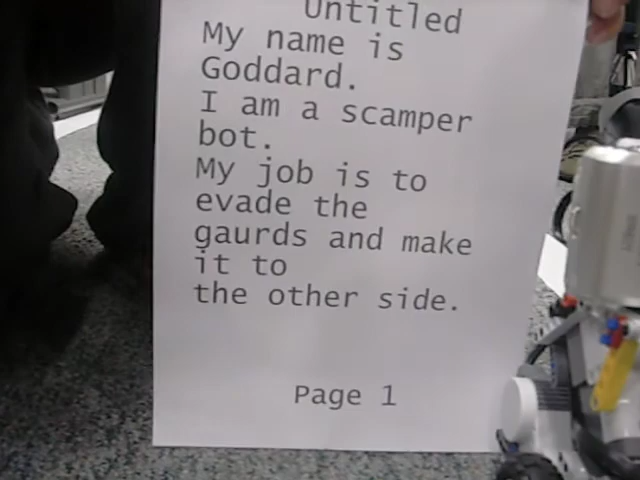 Untitled
My name is
Goddard.
I am a scamper
bot.
My job is to
evade the
gaurds and make
it to
the other side.
Page 1